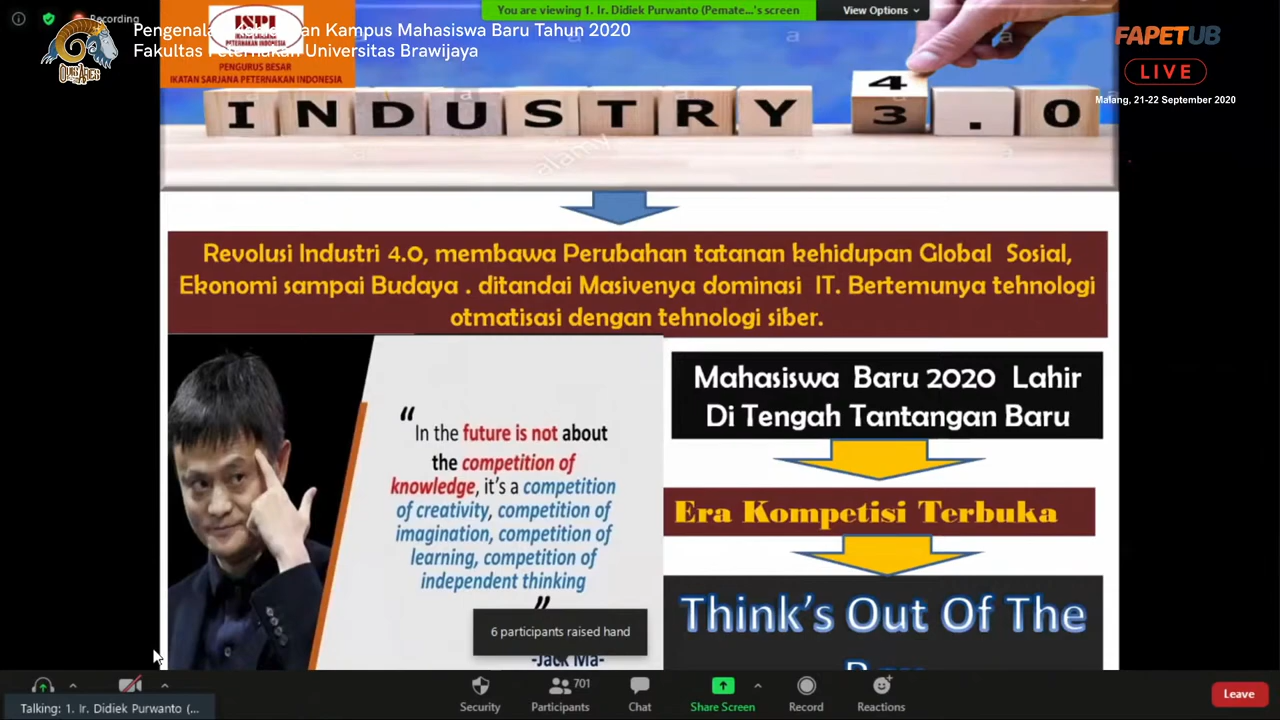 You are viewing 1. Ir. Didiek Purwanto (Pemate...'s screen
View Options
Recording
Pengenala an Kampus Mahasiswa Baru Tahun 2020
Fakultas Peternakan Universitas Brawijaya
ISPI
PETERNAKAN INDONESIA
PENGURUS BESAR
IKATAN SARJANA PETERNAKAN INDONESIA
FAPETUB
LIVE
Malang, 21-22 September 2020
INDUSTRY 4
3.0
alamy
Revolusi Industri 4.0, membawa Perubahan tatanan kehidupan Global Sosial,
Ekonomi sampai Budaya . ditandai Masivenya dominasi IT. Bertemunya tehnologi
otmatisasi dengan tehnologi siber.
“In the future is not about
the competition of
knowledge, it’s a competition
of creativity, competition of
imagination, competition of
learning, competition of
independent thinking
”
-Jack Ma-
6 participants raised hand
Mahasiswa Baru 2020 Lahir
Di Tengah Tantangan Baru
Era Kompetisi Terbuka
Think’s Out Of The
Talking: 1. Ir. Didiek Purwanto (...
Security
Participants
701
Chat
Share Screen
Record
Reactions
Leave